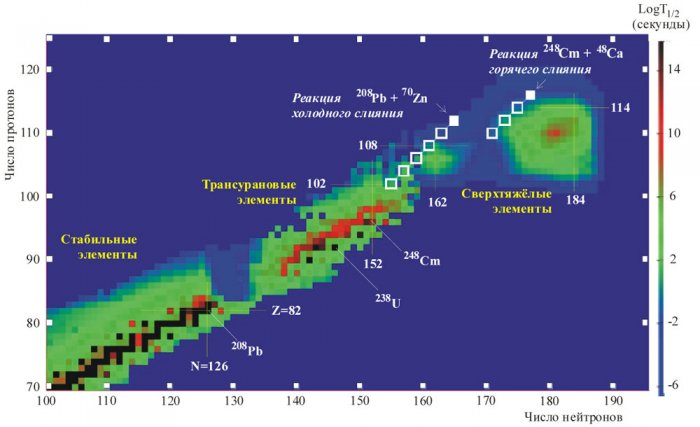 LogT1/2
(секунды)
Реакция 248Cm + 48Ca
горячего слияния
Реакция 208Pb + 70Zn
холодного слияния
Число протонов
120
110
100
90
80
70
14
10
6
2
-2
-6
114
108
102
162
184
Трансурановые
элементы
Сверхтяжёлые
элементы
Стабильные
элементы
248Cm
152
238U
Z=82
208Pb
N=126
100
110
120
130
140
150
160
170
180
190
Число нейтронов